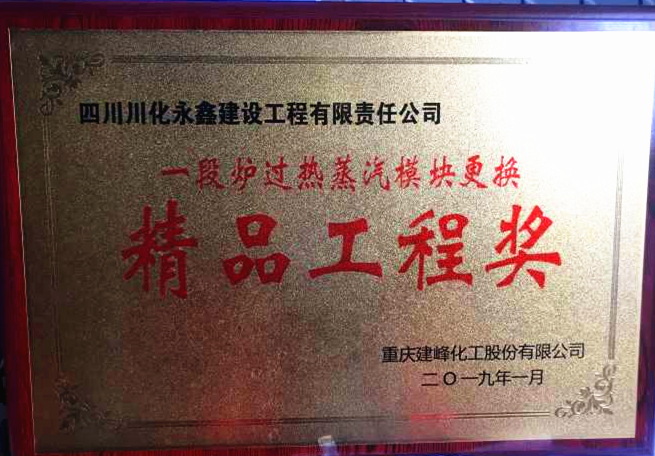 四川川化永鑫建设工程有限责任公司
一段炉过热蒸汽模块更换
精品工程奖
重庆建峰化工股份有限公司
二〇一九年一月